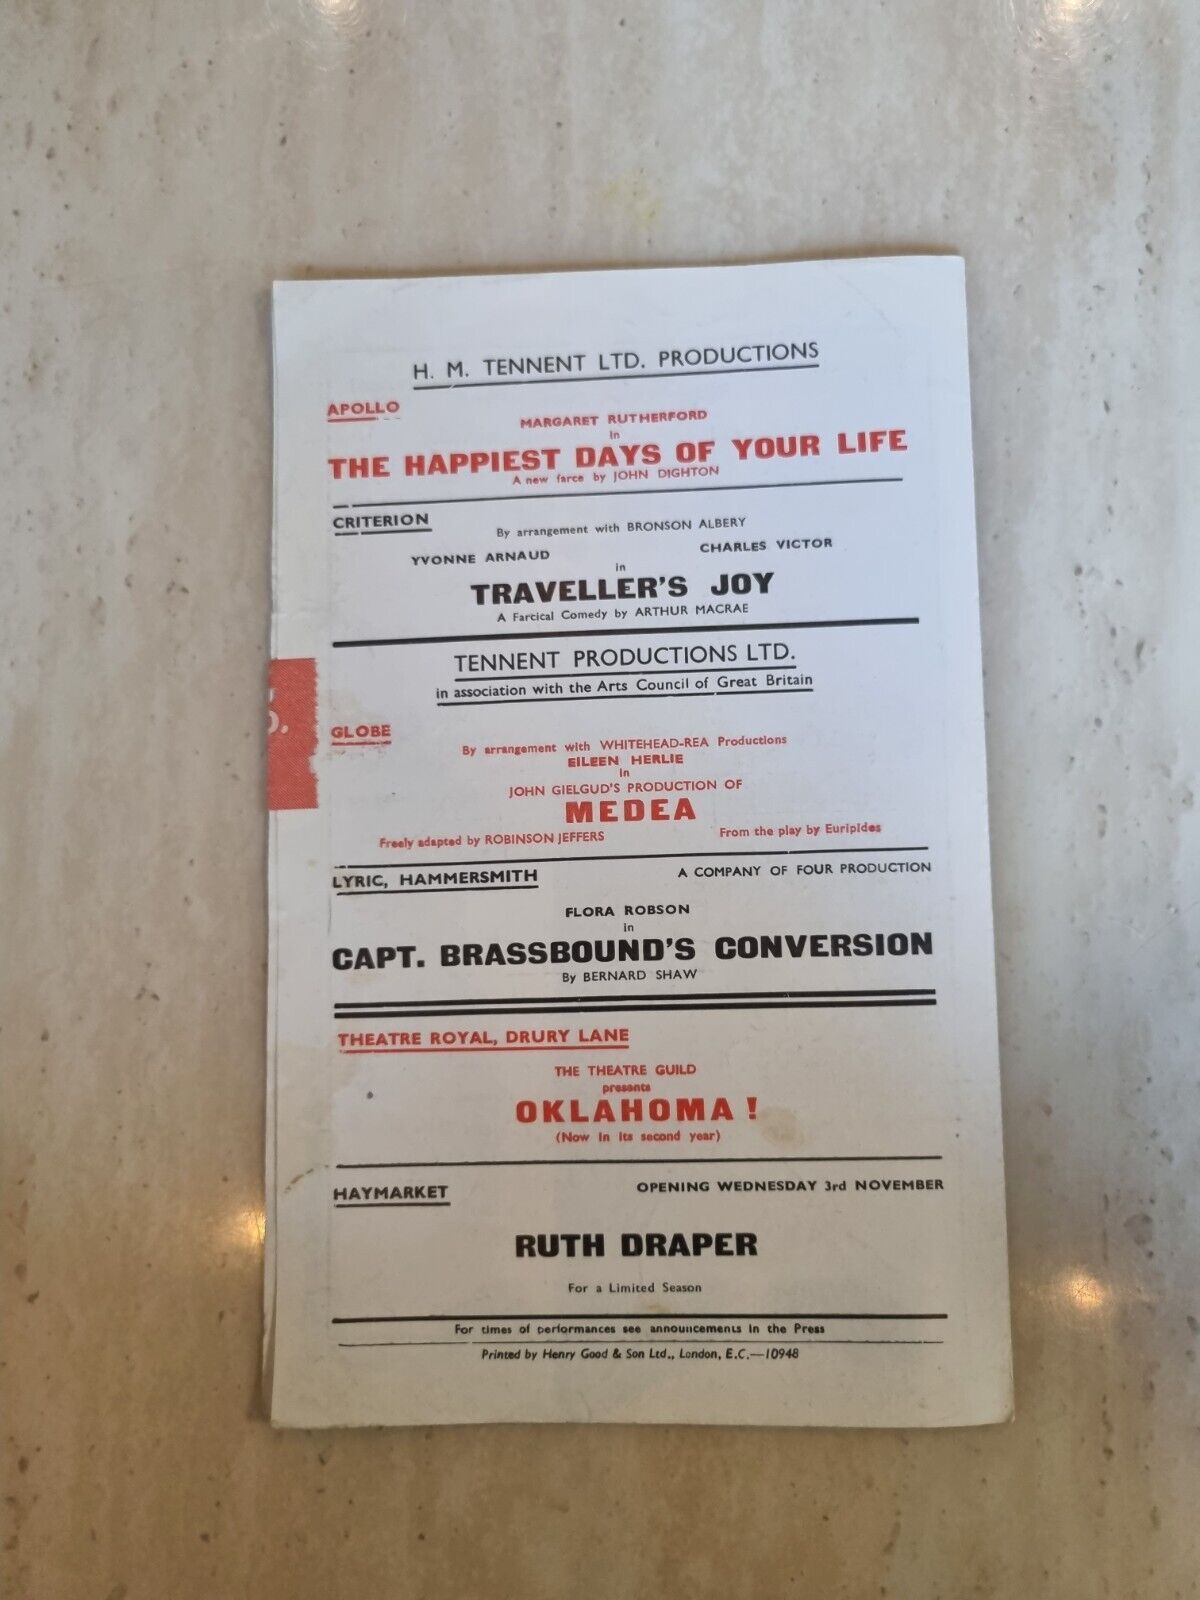 H. M. TENNENT LTD. PRODUCTIONS
APOLLO
MARGARET RUTHERFORD
in
THE HAPPIEST DAYS OF YOUR LIFE
A new farce by JOHN DIGHTON
CRITERION
By arrangement with BRONSON ALBERY
YVONNE ARNAUD CHARLES VICTOR
in
TRAVELLER'S JOY
A Farcical Comedy by ARTHUR MACRAE
TENNENT PRODUCTIONS LTD.
in association with the Arts Council of Great Britain
GLOBE
By arrangement with WHITEHEAD-REA Productions
EILEEN HERLIE
in
JOHN GIELGUD'S PRODUCTION OF
MEDEA
Freely adapted by ROBINSON JEFFERS From the play by Euripides
LYRIC, HAMMERSMITH A COMPANY OF FOUR PRODUCTION
FLORA ROBSON
in
CAPT. BRASSBOUND'S CONVERSION
By BERNARD SHAW
THEATRE ROYAL, DRURY LANE
THE THEATRE GUILD
presents
OKLAHOMA !
(Now in its second year)
HAYMARKET OPENING WEDNESDAY 3rd NOVEMBER
RUTH DRAPER
For a Limited Season
For times of performances see announcements in the Press
Printed by Henry Good & Son Ltd., London, E.C.—10948